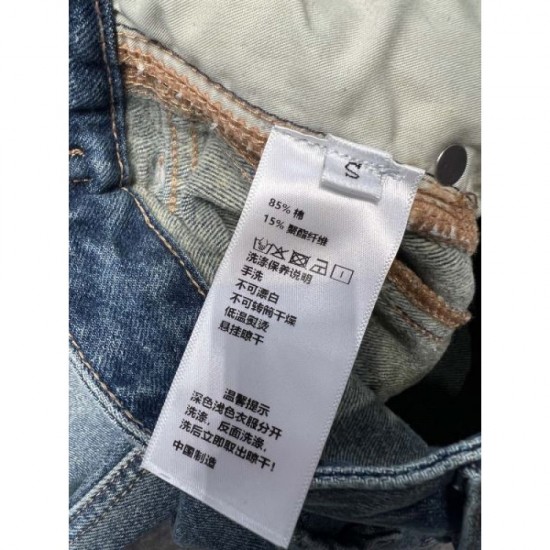 S
85% 棉
15% 聚酯纤维
洗涤保养说明
手洗
不可漂白
不可转筒干燥
低温熨烫
悬挂晾干
温馨提示
深色浅色衣服分开
洗涤，反面洗涤，
洗后立即取出晾干！
中国制造